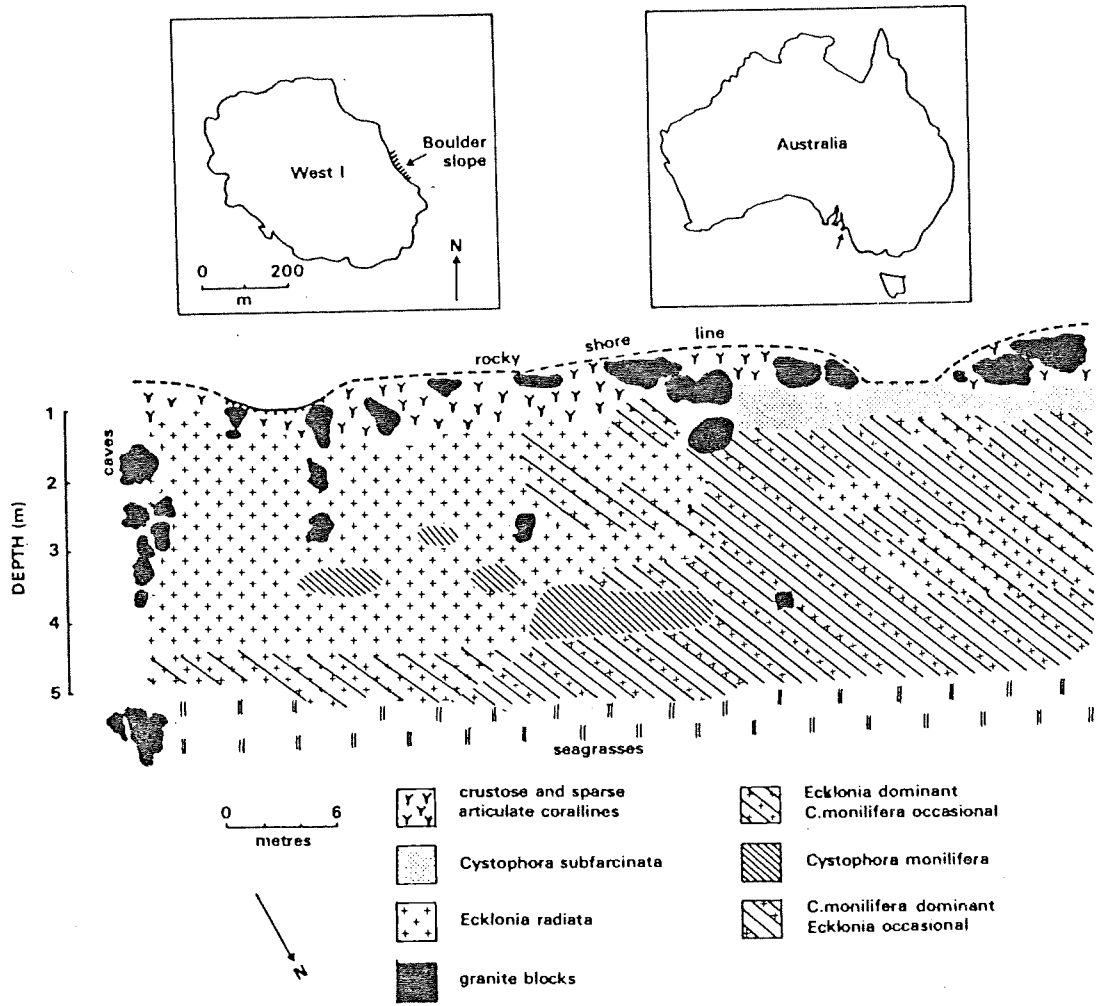 West I
Boulder
slope
0 200
m
N
Australia
rocky shore line
caves
DEPTH (m)
1
2
3
4
5
seagrasses
0 6
metres
N
crustose and sparse
articulate corallines
Cystophora subfarcinata
Ecklonia radiata
granite blocks
Ecklonia dominant
C.monilifera occasional
Cystophora monilifera
C.monilifera dominant
Ecklonia occasional